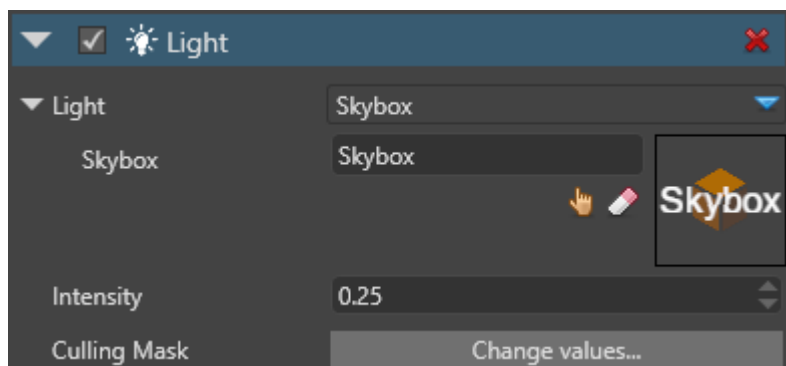 Light
Light Skybox
Skybox Skybox
Skybox
Intensity 0.25
Culling Mask Change values...